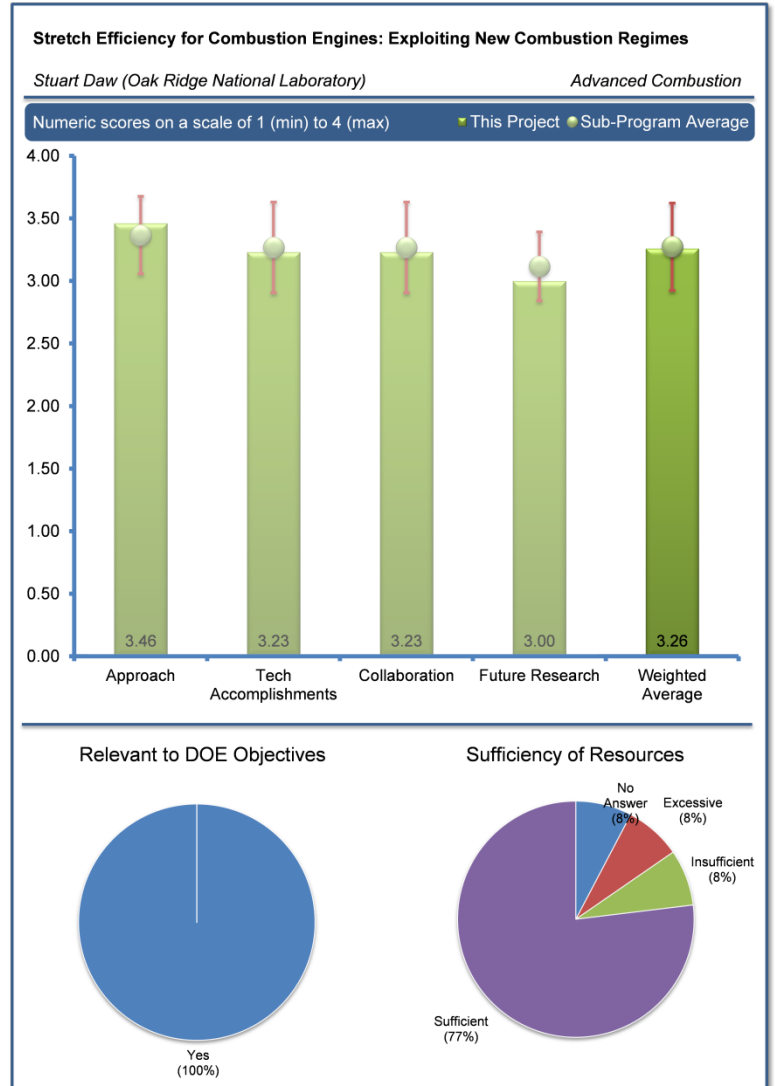 Stretch Efficiency for Combustion Engines: Exploiting New Combustion Regimes
Stuart Daw (Oak Ridge National Laboratory) Advanced Combustion
Numeric scores on a scale of 1 (min) to 4 (max) This Project Sub-Program Average
4.00
3.50
3.00
2.50
2.00
1.50
1.00
0.50
0.00
3.46 3.23 3.23 3.00 3.26
Approach Tech Collaboration Future Research Weighted
Accomplishments Average
Relevant to DOE Objectives
Yes
(100%)
Sufficiency of Resources
No
Answer
(8%)
Excessive
(8%)
Insufficient
(8%)
Sufficient
(77%)